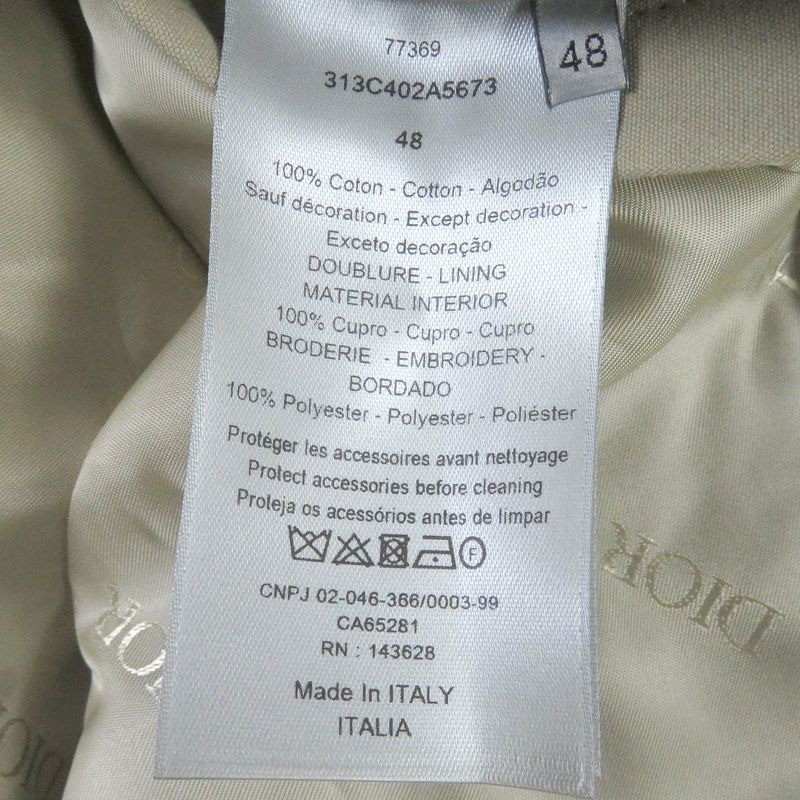 77369
48
313C402A5673
48
100% Coton - Cotton - Algodão
Sauf décoration - Except decoration -
Exceto decoração
DOUBLURE - LINING
MATERIAL INTERIOR
100% Cupro - Cupro - Cupro
BRODERIE - EMBROIDERY -
BORDADO
100% Polyester - Polyester - Poliéster
Protéger les accessoires avant nettoyage
Protect accessories before cleaning
Proteja os acessórios antes de limpar
F
CNPJ 02-046-366/0003-99
CA65281
RN : 143628
Made In ITALY
ITALIA
DIOR